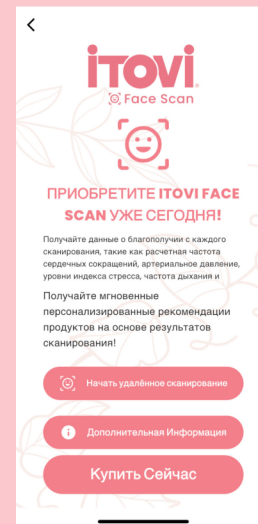 iTOVi
Face Scan
ПРИОБРЕТИТЕ ITOVI FACE
SCAN УЖЕ СЕГОДНЯ!
Получайте данные о благополучии с каждого
сканирования, такие как расчетная частота
сердечных сокращений, артериальное давление,
уровни индекса стресса, частота дыхания и
Получайте мгновенные
персонализированные рекомендации
продуктов на основе результатов
сканирования!
Начать удалённое сканирование
Дополнительная Информация
Купить Сейчас